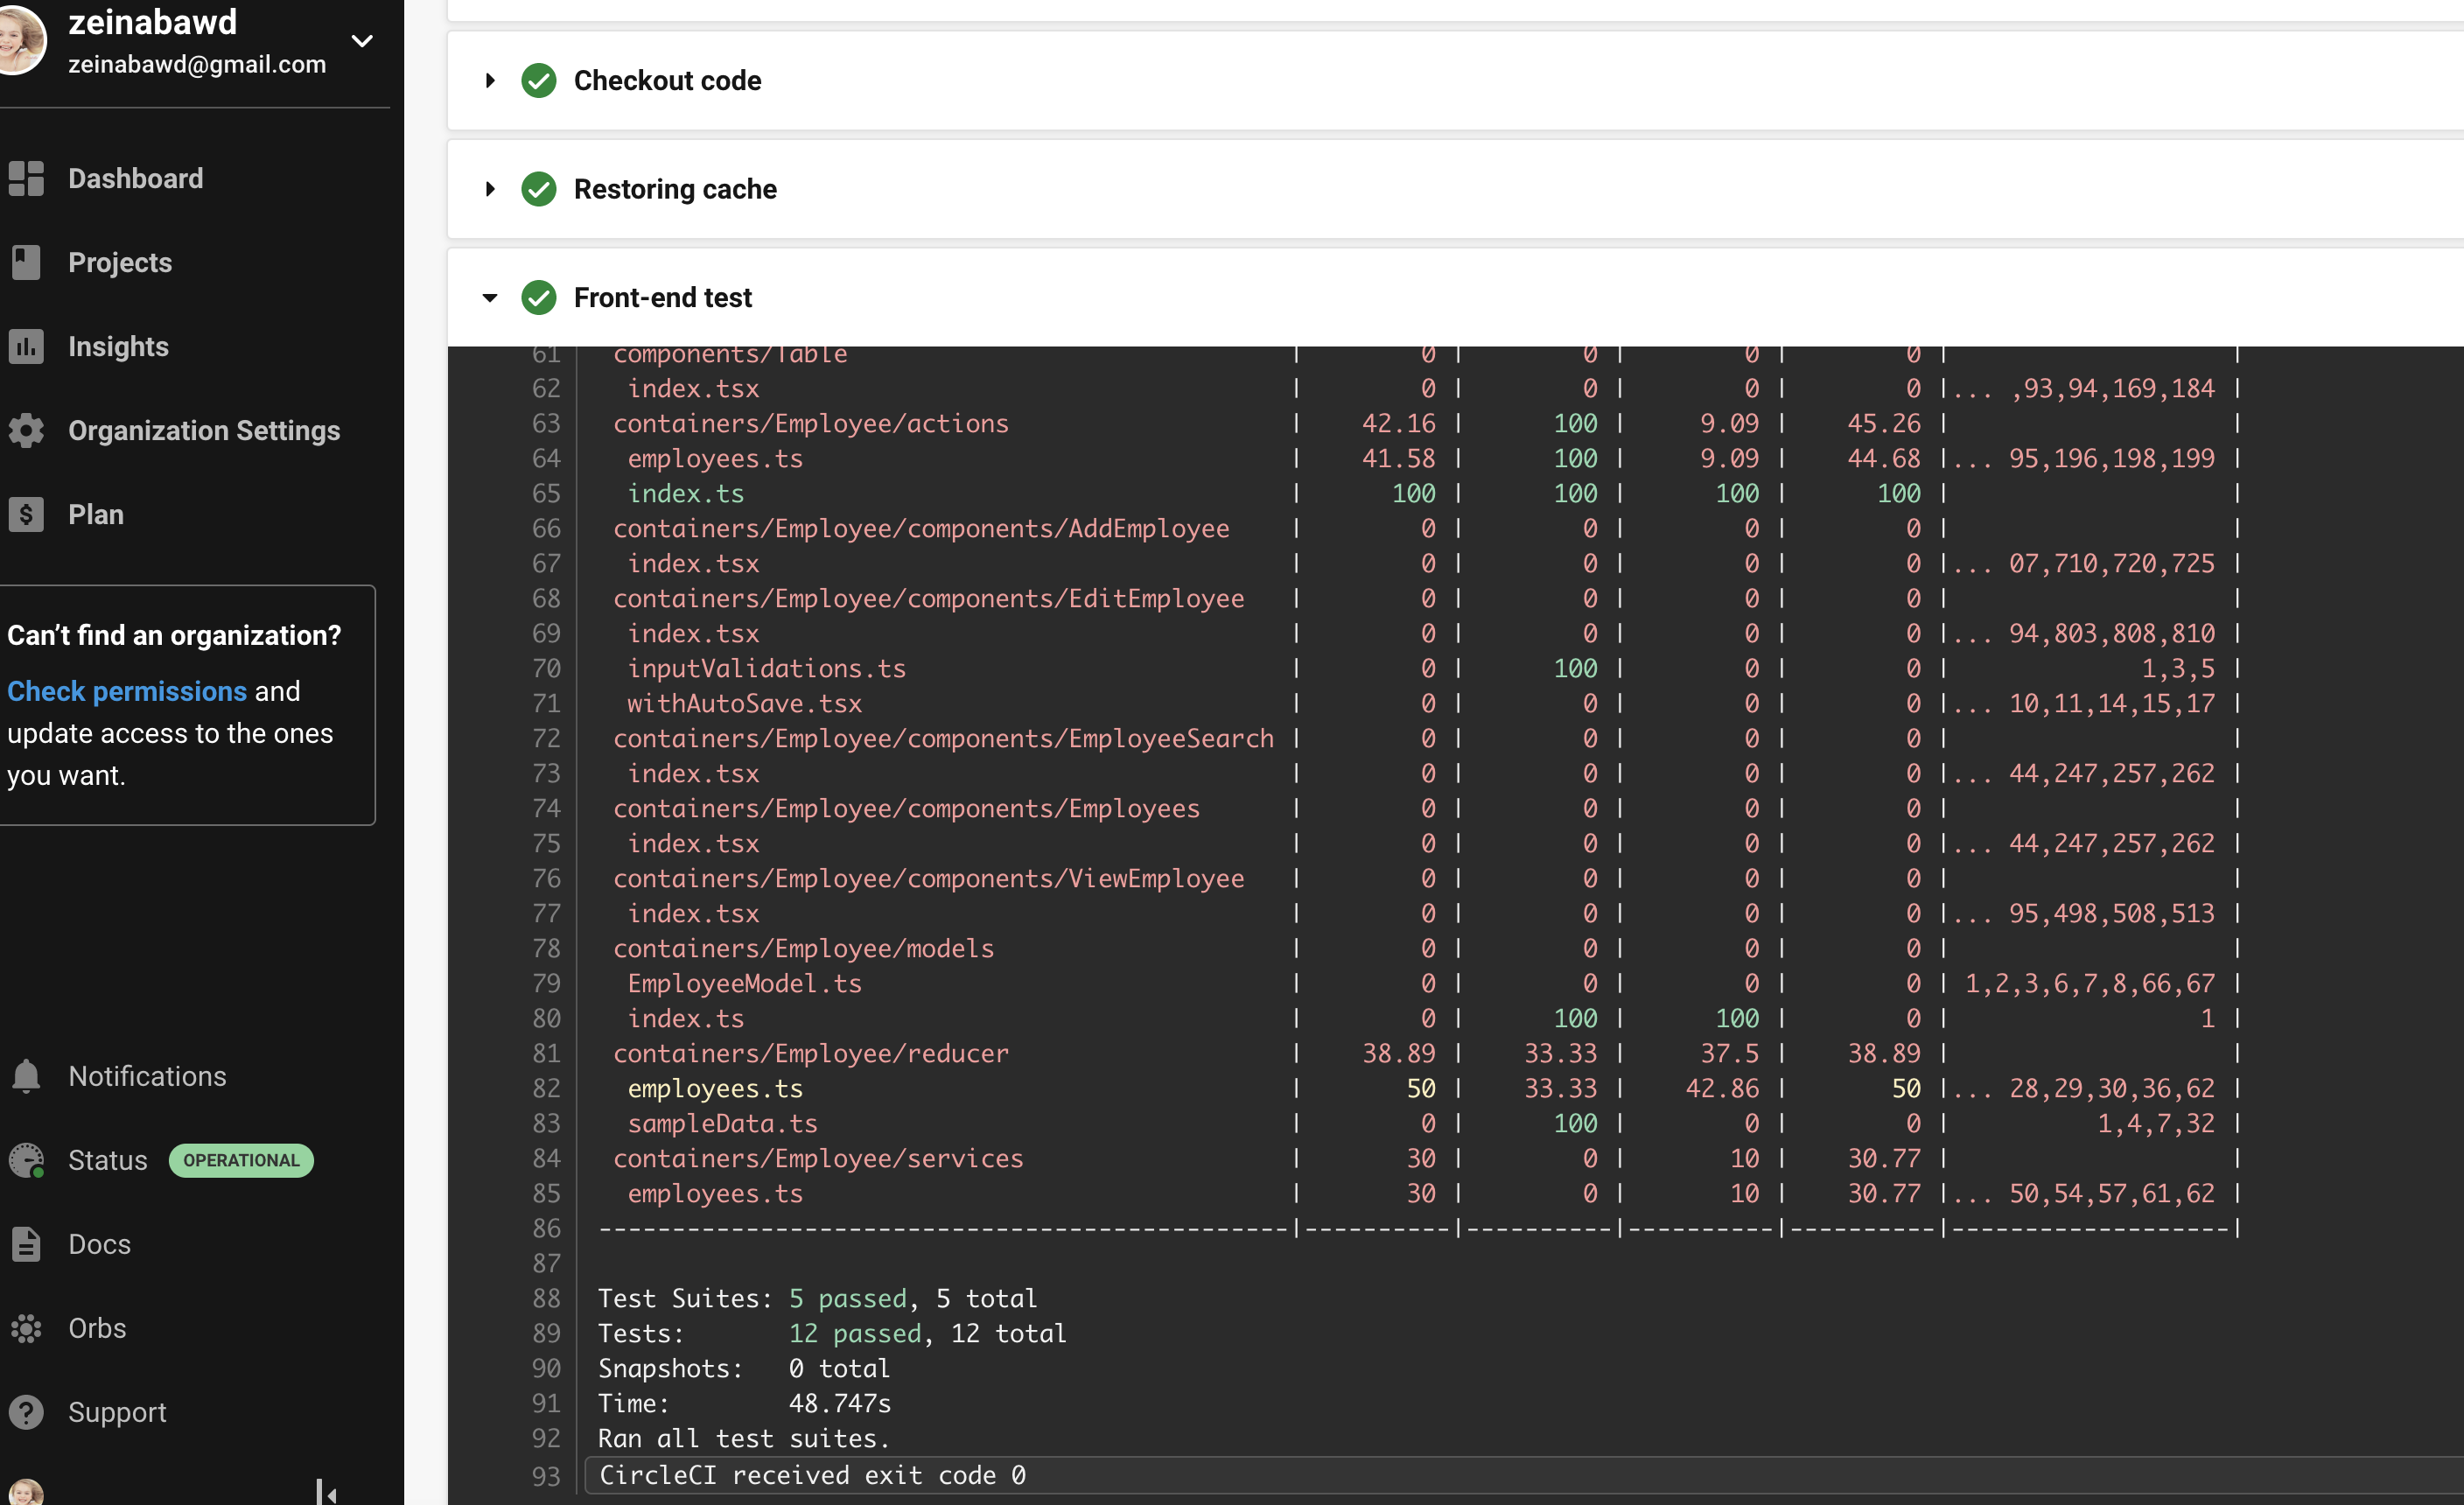 zeinabawd
zeinabawd@gmail.com
Dashboard
Projects
Insights
Organization Settings
Plan
Can't find an organization?
Check permissions and
update access to the ones
you want.
Notifications
Status OPERATIONAL
Docs
Orbs
Support
Checkout code
Restoring cache
Front-end test
61 components/Table | 0 | 0 | 0 | 0 | |
62 index.tsx | 0 | 0 | 0 | 0 |... ,93,94,169,184 |
63 containers/Employee/actions | 42.16 | 100 | 9.09 | 45.26 | |
64 employees.ts | 41.58 | 100 | 9.09 | 44.68 |... 95,196,198,199 |
65 index.ts | 100 | 100 | 100 | 100 | |
66 containers/Employee/components/AddEmployee | 0 | 0 | 0 | 0 | |
67 index.tsx | 0 | 0 | 0 | 0 |... 07,710,720,725 |
68 containers/Employee/components/EditEmployee | 0 | 0 | 0 | 0 | |
69 index.tsx | 0 | 0 | 0 | 0 |... 94,803,808,810 |
70 inputValidations.ts | 0 | 100 | 0 | 0 | 1,3,5 |
71 withAutoSave.tsx | 0 | 0 | 0 | 0 |... 10,11,14,15,17 |
72 containers/Employee/components/EmployeeSearch | 0 | 0 | 0 | 0 | |
73 index.tsx | 0 | 0 | 0 | 0 |... 44,247,257,262 |
74 containers/Employee/components/Employees | 0 | 0 | 0 | 0 | |
75 index.tsx | 0 | 0 | 0 | 0 |... 44,247,257,262 |
76 containers/Employee/components/ViewEmployee | 0 | 0 | 0 | 0 | |
77 index.tsx | 0 | 0 | 0 | 0 |... 95,498,508,513 |
78 containers/Employee/models | 0 | 0 | 0 | 0 | |
79 EmployeeModel.ts | 0 | 0 | 0 | 0 | 1,2,3,6,7,8,66,67 |
80 index.ts | 0 | 100 | 100 | 0 | 1 |
81 containers/Employee/reducer | 38.89 | 33.33 | 37.5 | 38.89 | |
82 employees.ts | 50 | 33.33 | 42.86 | 50 |... 28,29,30,36,62 |
83 sampleData.ts | 0 | 100 | 0 | 0 | 1,4,7,32 |
84 containers/Employee/services | 30 | 0 | 10 | 30.77 | |
85 employees.ts | 30 | 0 | 10 | 30.77 |... 50,54,57,61,62 |
86 -----------------------------------------------|----------|----------|----------|----------|-------------------|
87
88 Test Suites: 5 passed, 5 total
89 Tests: 12 passed, 12 total
90 Snapshots: 0 total
91 Time: 48.747s
92 Ran all test suites.
93 CircleCI received exit code 0